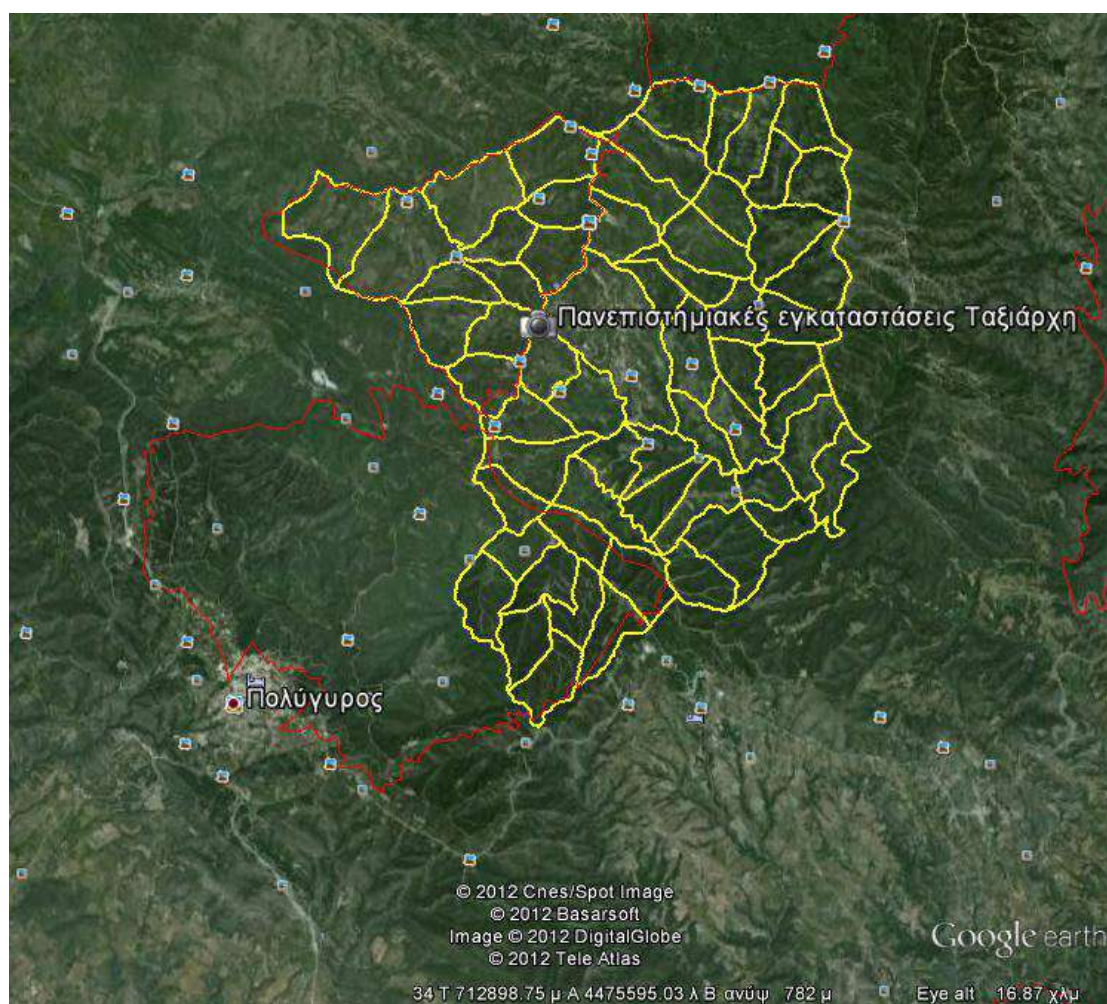 Πανεπιστήμιακές εγκαταστάσεις Ταξιάρχη
Πολύγυρος
© 2012 Cnes/Spot Image
© 2012 Basarsoft
Image © 2012 DigitalGlobe
© 2012 Tele Atlas
Google earth
34 T 712898.75 μ Α 4475595.03 λ Β ανύψ 782 μ
Eye alt 16.87 χλμ